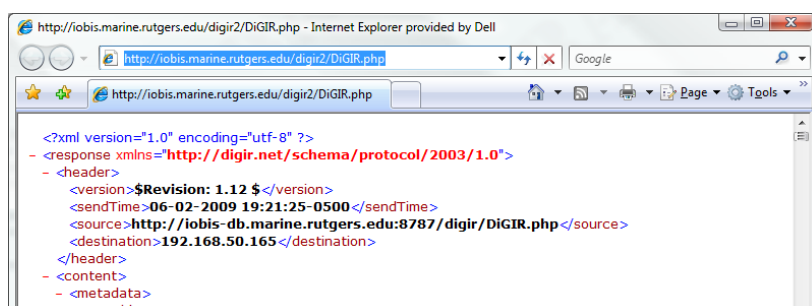 http://iobis.marine.rutgers.edu/digir2/DiGIR.php - Internet Explorer provided by Dell
http://iobis.marine.rutgers.edu/digir2/DiGIR.php Google
http://iobis.marine.rutgers.edu/digir2/DiGIR.php Page Tools »
<?xml version="1.0" encoding="utf-8" ?>
- <response xmlns="http://digir.net/schema/protocol/2003/1.0">
- <header>
<version>$Revision: 1.12 $</version>
<sendTime>06-02-2009 19:21:25-0500</sendTime>
<source>http://iobis-db.marine.rutgers.edu:8787/digir/DiGIR.php</source>
<destination>192.168.50.165</destination>
</header>
- <content>
- <metadata>